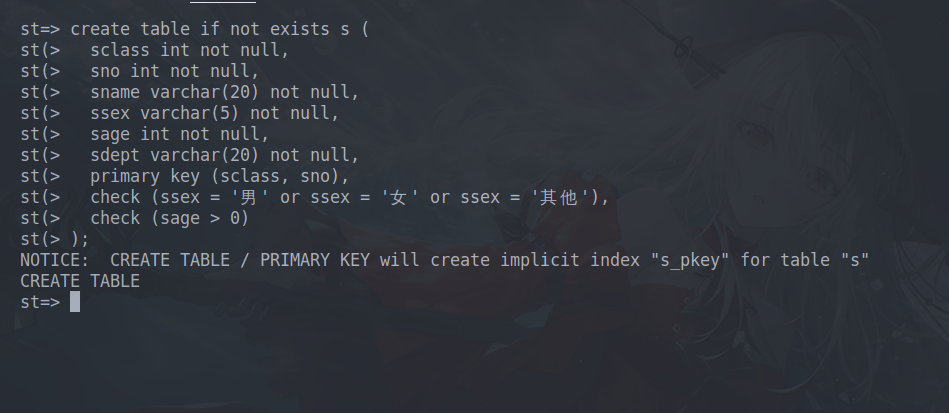 st=> create table if not exists s (
st(>   sclass int not null,
st(>   sno int not null,
st(>   sname varchar(20) not null,
st(>   ssex varchar(5) not null,
st(>   sage int not null,
st(>   sdept varchar(20) not null,
st(>   primary key (sclass, sno),
st(>   check (ssex = '男' or ssex = '女' or ssex = '其他'),
st(>   check (sage > 0)
st(> );
NOTICE:  CREATE TABLE / PRIMARY KEY will create implicit index "s_pkey" for table "s"
CREATE TABLE
st=>